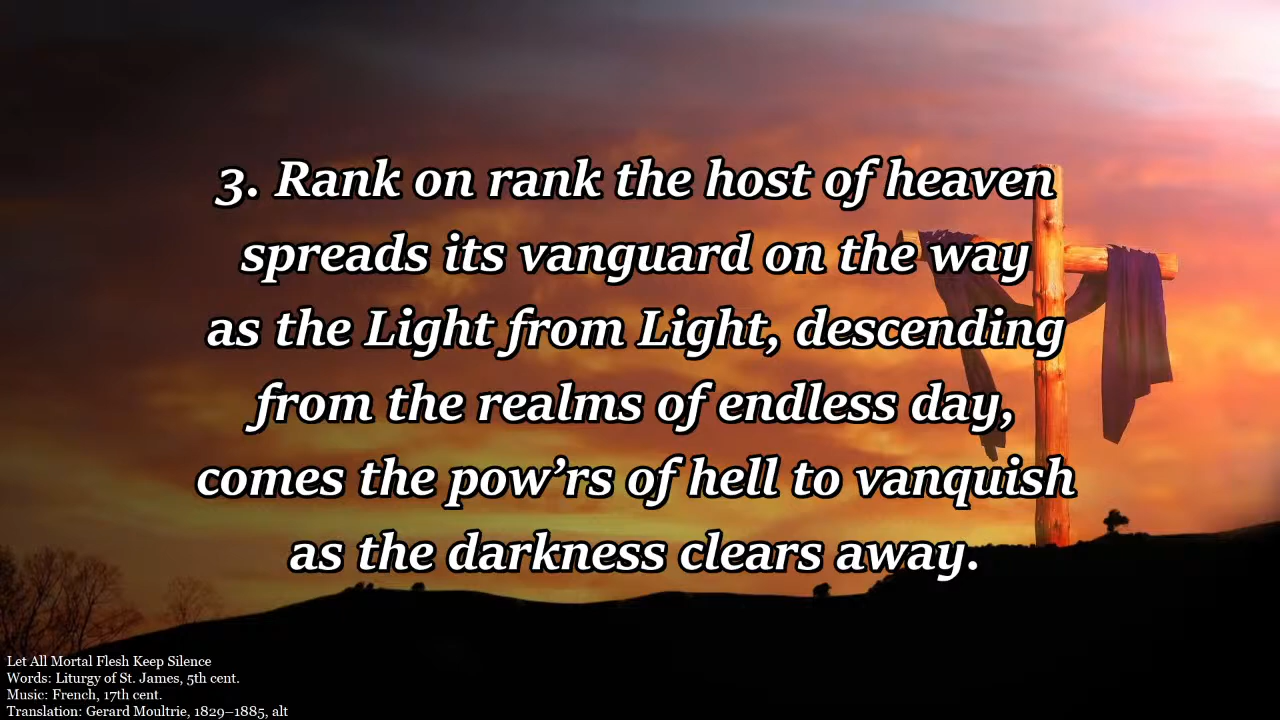 3. Rank on rank the host of heaven
spreads its vanguard on the way
as the Light from Light, descending
from the realms of endless day,
comes the pow’rs of hell to vanquish
as the darkness clears away.
Let All Mortal Flesh Keep Silence
Words: Liturgy of St. James, 5th cent.
Music: French, 17th cent.
Translation: Gerard Moultrie, 1829–1885, alt